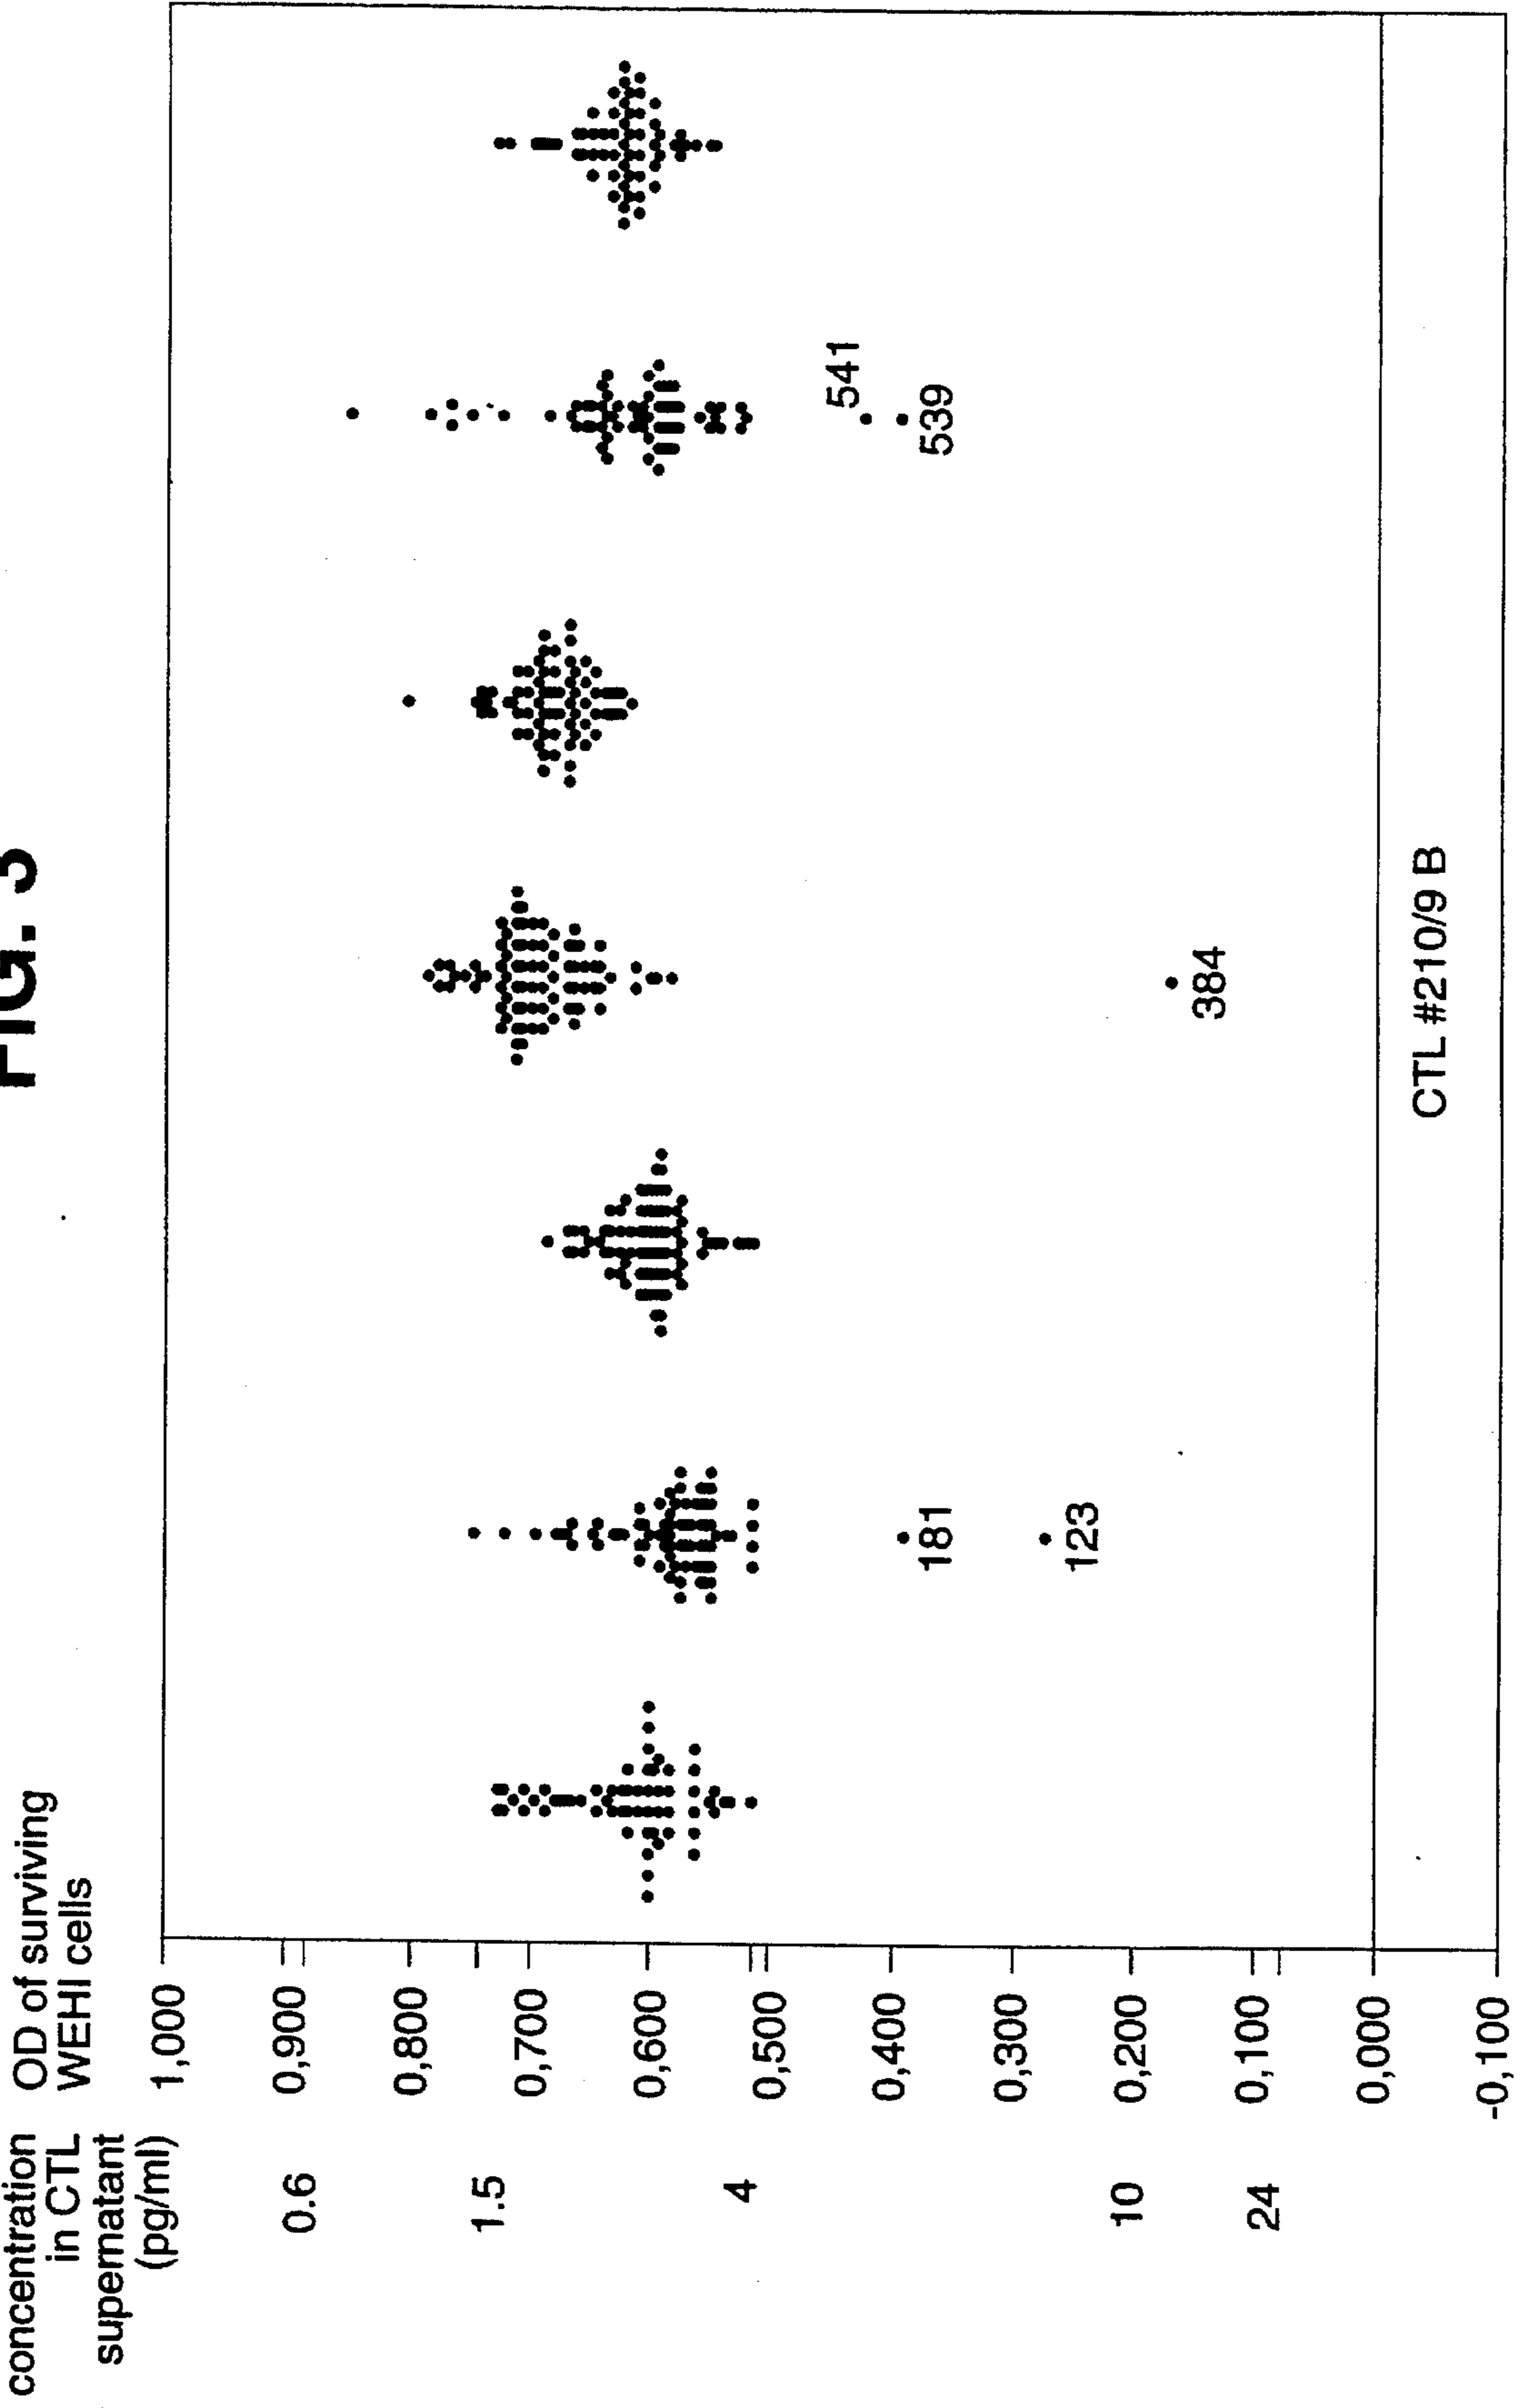 FIG. 3
concentration
in CTL
supernatant
(pg/ml)
OD of surviving
WEHI cells
1,000
0.6
0,900
0,800
1.5
0,700
0,600
4
0,500
0,400
0,300
10
0,200
24
0,100
0,000
-0,100
181
123
384
541
539
CTL #210/9 B